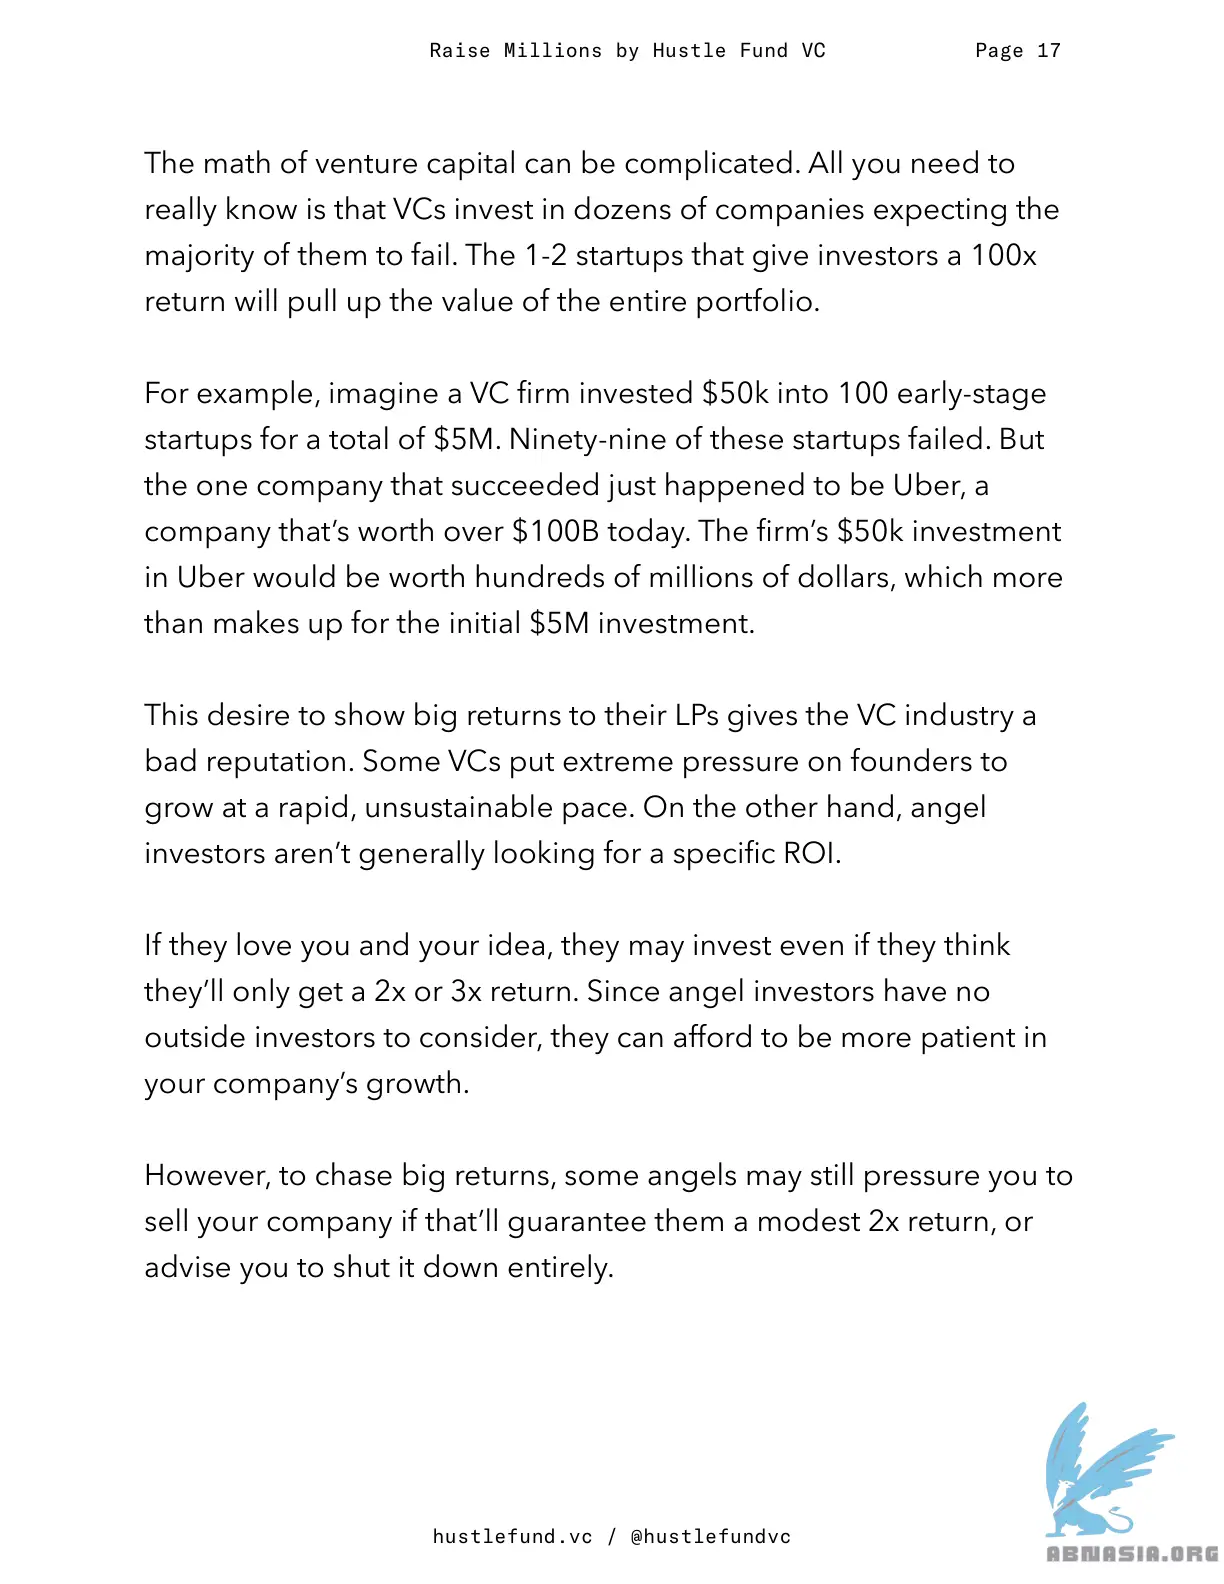 Raise Millions by Hustle Fund VC Page 17
The math of venture capital can be complicated. All you need to
really know is that VCs invest in dozens of companies expecting the
majority of them to fail. The 1-2 startups that give investors a 100x
return will pull up the value of the entire portfolio.
For example, imagine a VC firm invested $50k into 100 early-stage
startups for a total of $5M. Ninety-nine of these startups failed. But
the one company that succeeded just happened to be Uber, a
company that’s worth over $100B today. The firm’s $50k investment
in Uber would be worth hundreds of millions of dollars, which more
than makes up for the initial $5M investment.
This desire to show big returns to their LPs gives the VC industry a
bad reputation. Some VCs put extreme pressure on founders to
grow at a rapid, unsustainable pace. On the other hand, angel
investors aren’t generally looking for a specific ROI.
If they love you and your idea, they may invest even if they think
they’ll only get a 2x or 3x return. Since angel investors have no
outside investors to consider, they can afford to be more patient in
your company’s growth.
However, to chase big returns, some angels may still pressure you to
sell your company if that’ll guarantee them a modest 2x return, or
advise you to shut it down entirely.
hustlefund.vc / @hustlefundvc
ABNASIA.ORG